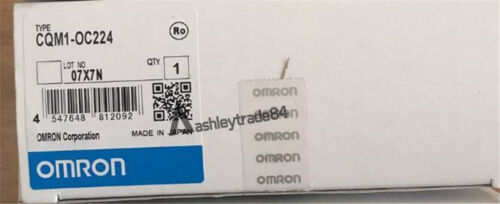 TYPE
CQM1-OC224
Ro
LOT NO
07X7N
QTY
1
4 547648 812092
OMRON Corporation
MADE IN JAPAN
OMRON
ashleytrade84
OMRON
OMRON
OMRON
OMRON